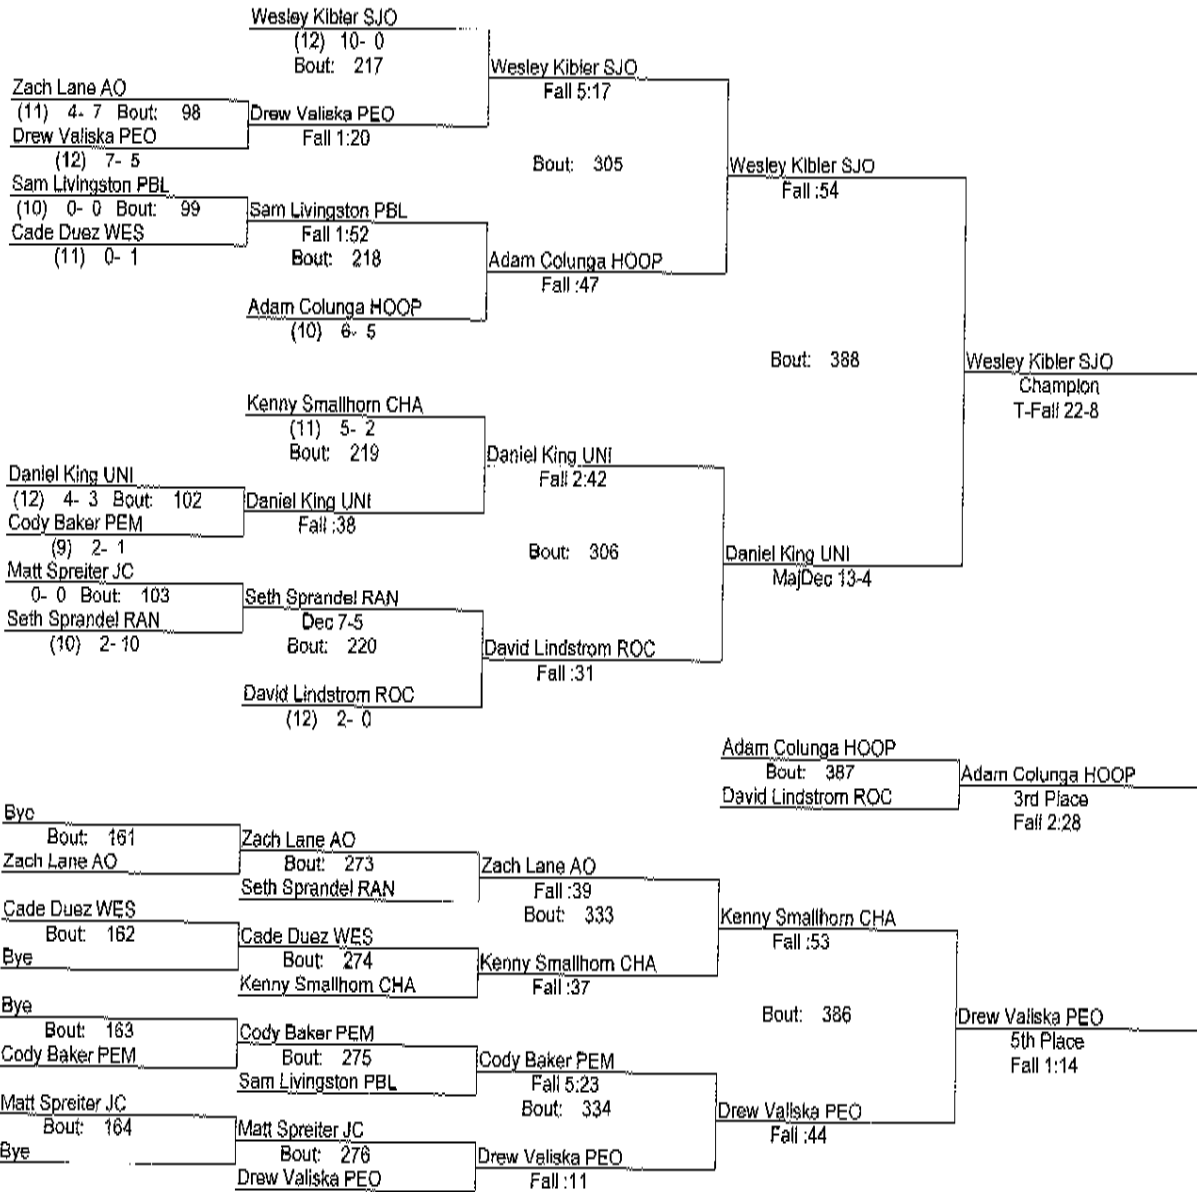 Wesley Kibler SJO
(12) 10- 0
Bout: 217
Wesley Kibler SJO
Fall 5:17
Zach Lane AO
(11) 4- 7 Bout: 98
Drew Valiska PEO
Fall 1:20
Drew Valiska PEO
(12) 7- 5
Bout: 305
Wesley Kibler SJO
Fall :54
Sam Livingston PBL
(10) 0- 0 Bout: 99
Sam Livingston PBL
Fall 1:52
Bout: 218
Cade Duez WES
(11) 0- 1
Adam Colunga HOOP
Fall :47
Adam Colunga HOOP
(10) 6- 5
Bout: 388
Wesley Kibler SJO
Champion
T-Fall 22-8
Kenny Smallhorn CHA
(11) 5- 2
Bout: 219
Daniel King UNI
Fall 2:42
Daniel King UNI
(12) 4- 3 Bout: 102
Daniel King UNI
Fall :38
Cody Baker PEM
(9) 2- 1
Bout: 306
Daniel King UNI
MajDec 13-4
Matt Spreiter JC
0- 0 Bout: 103
Seth Sprandel RAN
Dec 7-5
Bout: 220
Seth Sprandel RAN
(10) 2- 10
David Lindstrom ROC
Fall :31
David Lindstrom ROC
(12) 2- 0
Adam Colunga HOOP
Bout: 387
David Lindstrom ROC
Adam Colunga HOOP
3rd Place
Fall 2:28
Bye
Bout: 161
Zach Lane AO
Zach Lane AO
Bout: 273
Seth Sprandel RAN
Zach Lane AO
Fall :39
Bout: 333
Cade Duez WES
Bout: 162
Bye
Cade Duez WES
Bout: 274
Kenny Smallhorn CHA
Kenny Smallhorn CHA
Fall :37
Kenny Smallhorn CHA
Fall :53
Bye
Bout: 163
Cody Baker PEM
Cody Baker PEM
Bout: 275
Sam Livingston PBL
Cody Baker PEM
Fall 5:23
Bout: 334
Bout: 386
Drew Valiska PEO
5th Place
Fall 1:14
Matt Spreiter JC
Bout: 164
Bye
Matt Spreiter JC
Bout: 276
Drew Valiska PEO
Drew Valiska PEO
Fall :11
Drew Valiska PEO
Fall :44